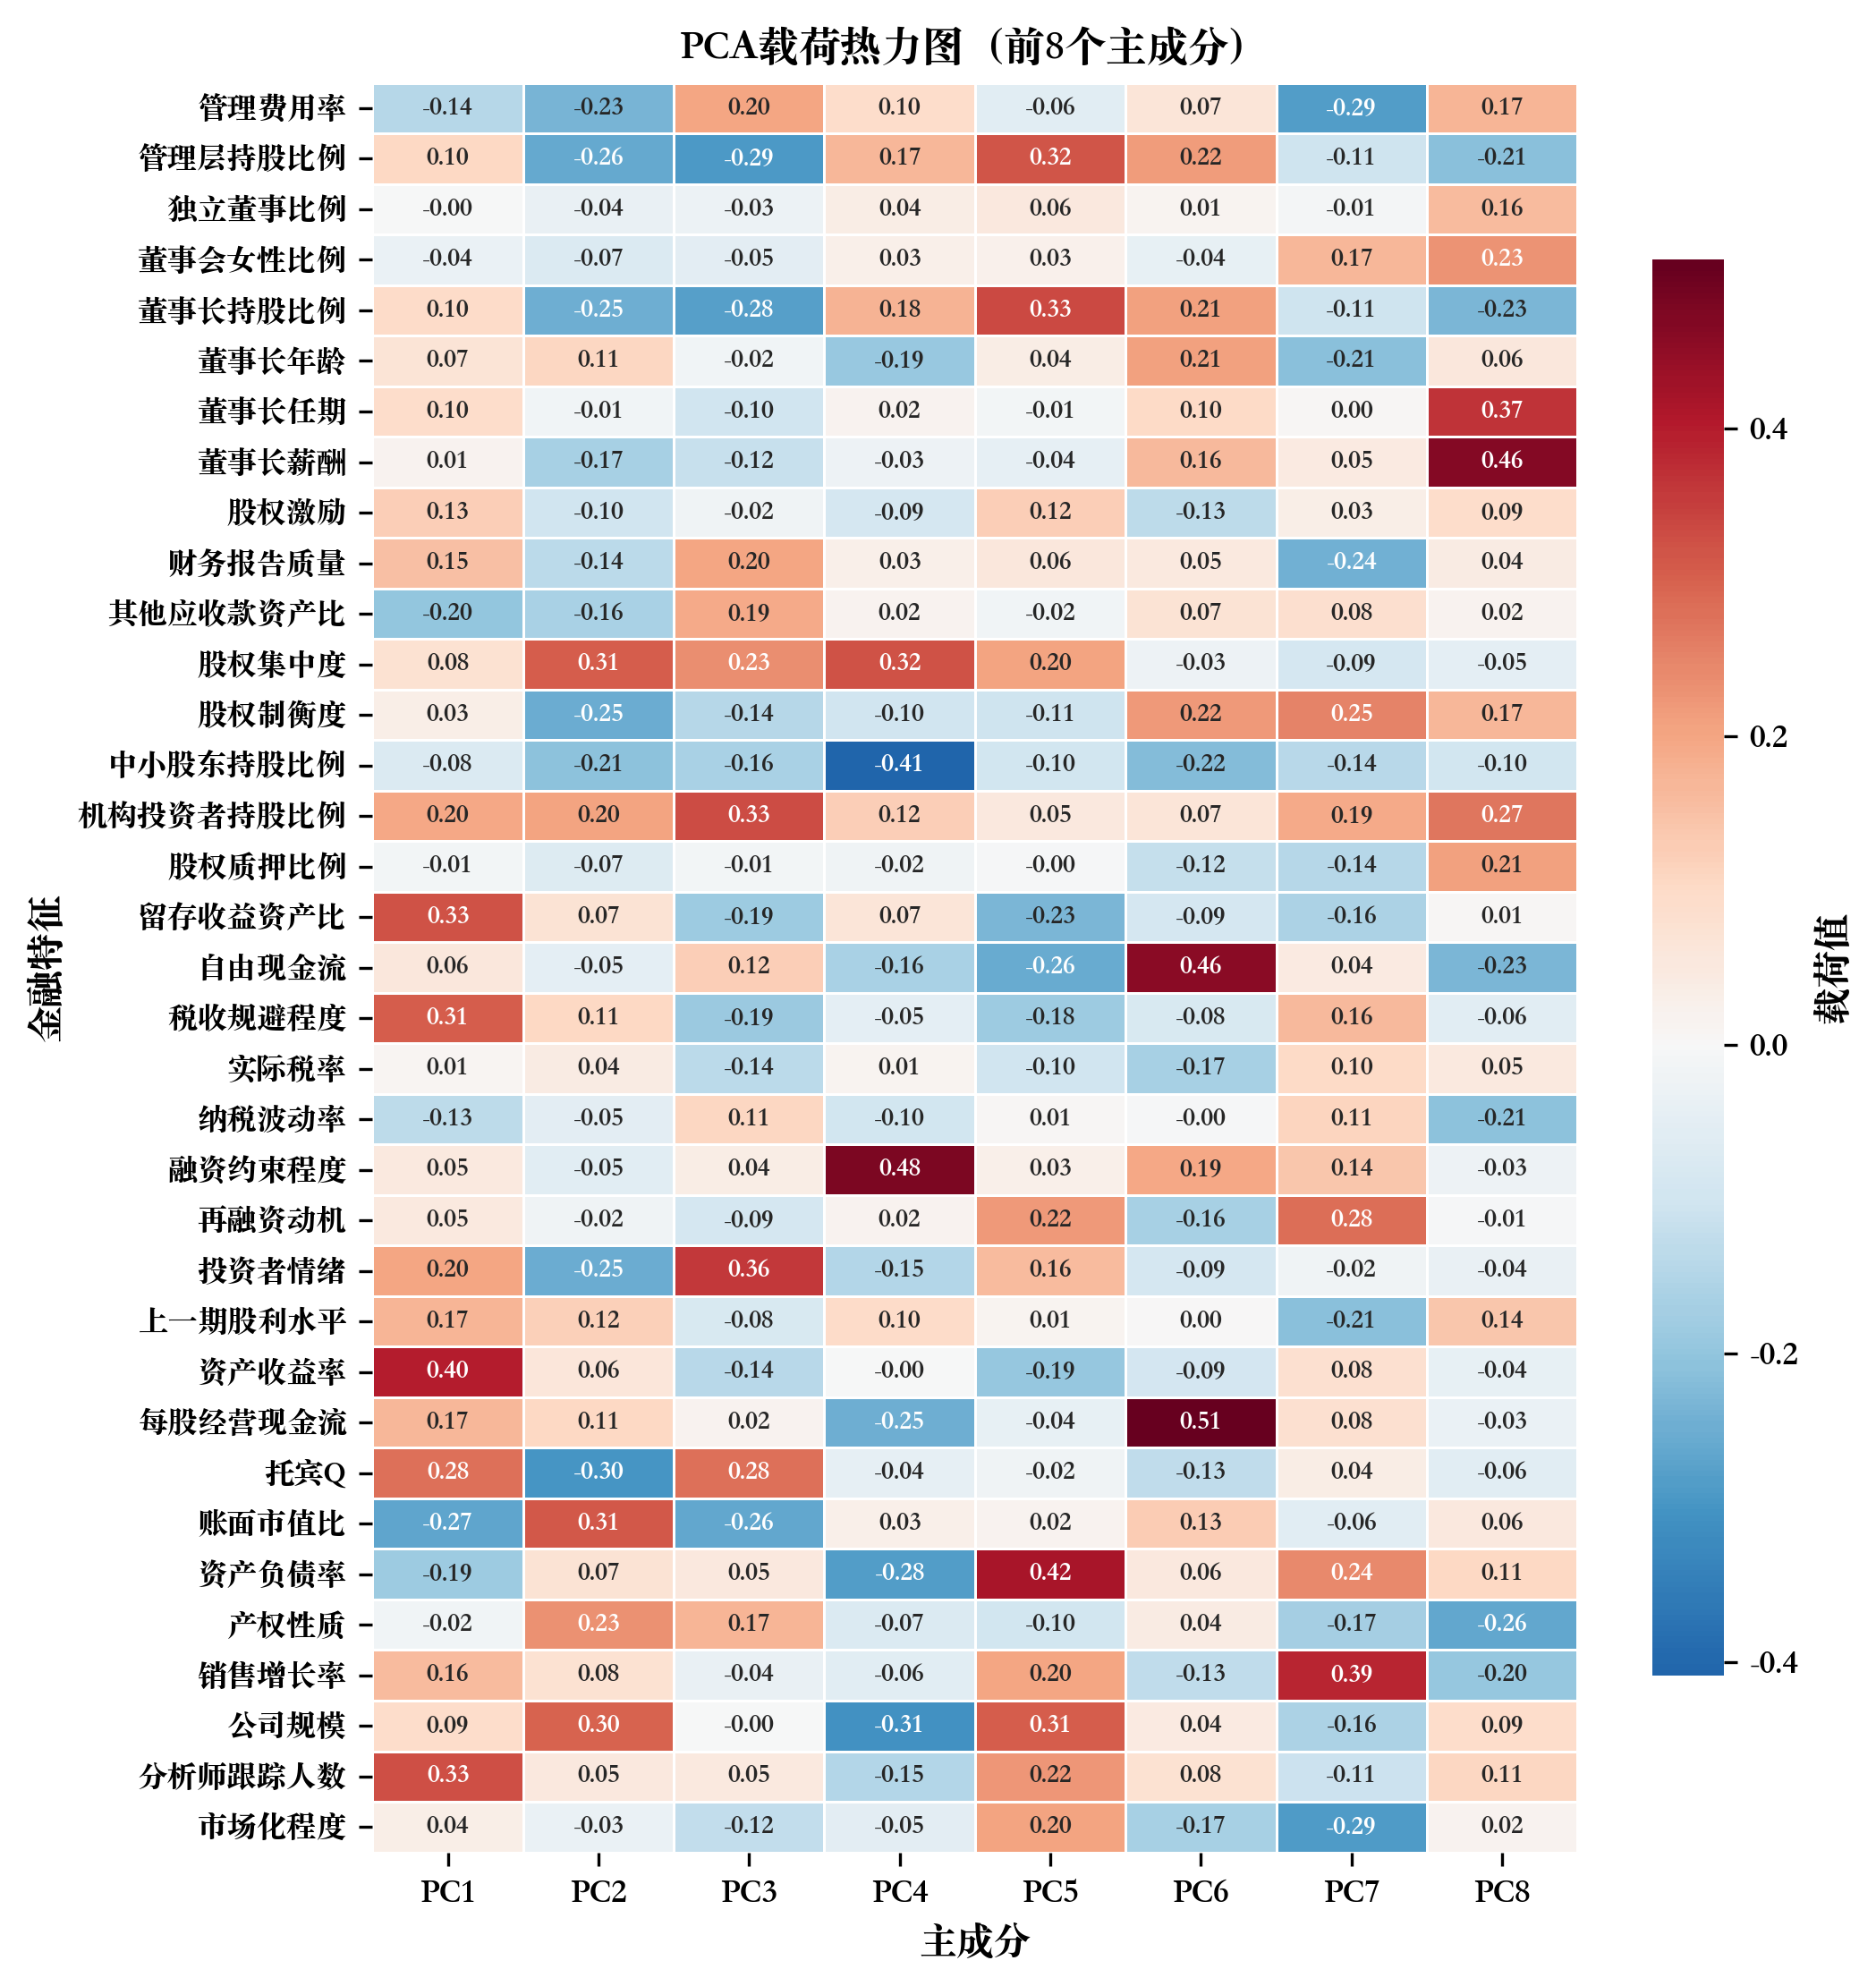 PCA载荷热力图（前8个主成分）
管理费用率 -0.14 -0.23 0.20 0.10 -0.06 0.07 -0.29 0.17
管理层持股比例 0.10 -0.26 -0.29 0.17 0.32 0.22 -0.11 -0.21
独立董事比例 -0.00 -0.04 -0.03 0.04 0.06 0.01 -0.01 0.16
董事会女性比例 -0.04 -0.07 -0.05 0.03 0.03 -0.04 0.17 0.23
董事长持股比例 0.10 -0.25 -0.28 0.18 0.33 0.21 -0.11 -0.23
董事长年龄 0.07 0.11 -0.02 -0.19 0.04 0.21 -0.21 0.06
董事长任期 0.10 -0.01 -0.10 0.02 -0.01 0.10 0.00 0.37
董事长薪酬 0.01 -0.17 -0.12 -0.03 -0.04 0.16 0.05 0.46
股权激励 0.13 -0.10 -0.02 -0.09 0.12 -0.13 0.03 0.09
财务报告质量 0.15 -0.14 0.20 0.03 0.06 0.05 -0.24 0.04
其他应收款资产比 -0.20 -0.16 0.19 0.02 -0.02 0.07 0.08 0.02
股权集中度 0.08 0.31 0.23 0.32 0.20 -0.03 -0.09 -0.05
股权制衡度 0.03 -0.25 -0.14 -0.10 -0.11 0.22 0.25 0.17
中小股东持股比例 -0.08 -0.21 -0.16 -0.41 -0.10 -0.22 -0.14 -0.10
机构投资者持股比例 0.20 0.20 0.33 0.12 0.05 0.07 0.19 0.27
股权质押比例 -0.01 -0.07 -0.01 -0.02 -0.00 -0.12 -0.14 0.21
留存收益资产比 0.33 0.07 -0.19 0.07 -0.23 -0.09 -0.16 0.01
自由现金流 0.06 -0.05 0.12 -0.16 -0.26 0.46 0.04 -0.23
税收规避程度 0.31 0.11 -0.19 -0.05 -0.18 -0.08 0.16 -0.06
实际税率 0.01 0.04 -0.14 0.01 -0.10 -0.17 0.10 0.05
纳税波动率 -0.13 -0.05 0.11 -0.10 0.01 -0.00 0.11 -0.21
融资约束程度 0.05 -0.05 0.04 0.48 0.03 0.19 0.14 -0.03
再融资动机 0.05 -0.02 -0.09 0.02 0.22 -0.16 0.28 -0.01
投资者情绪 0.20 -0.25 0.36 -0.15 0.16 -0.09 -0.02 -0.04
上一期股利水平 0.17 0.12 -0.08 0.10 0.01 0.00 -0.21 0.14
资产收益率 0.40 0.06 -0.14 -0.00 -0.19 -0.09 0.08 -0.04
每股经营现金流 0.17 0.11 0.02 -0.25 -0.04 0.51 0.08 -0.03
托宾Q 0.28 -0.30 0.28 -0.04 -0.02 -0.13 0.04 -0.06
账面市值比 -0.27 0.31 -0.26 0.03 0.02 0.13 -0.06 0.06
资产负债率 -0.19 0.07 0.05 -0.28 0.42 0.06 0.24 0.11
产权性质 -0.02 0.23 0.17 -0.07 -0.10 0.04 -0.17 -0.26
销售增长率 0.16 0.08 -0.04 -0.06 0.20 -0.13 0.39 -0.20
公司规模 0.09 0.30 -0.00 -0.31 0.31 0.04 -0.16 0.09
分析师跟踪人数 0.33 0.05 0.05 -0.15 0.22 0.08 -0.11 0.11
市场化程度 0.04 -0.03 -0.12 -0.05 0.20 -0.17 -0.29 0.02
PC1 PC2 PC3 PC4 PC5 PC6 PC7 PC8
主成分
金融特征
0.4
0.2
0.0
-0.2
-0.4
载荷值